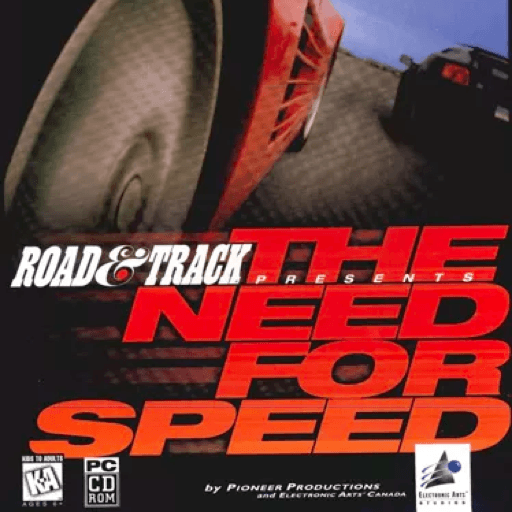 ROAD & TRACK
PRESENTS
THE
NEED
FOR
SPEED
KIDS TO ADULTS
K-A
AGES 6+
PC
CD
ROM
by PIONEER PRODUCTIONS
and ELECTRONIC ARTS CANADA
ELECTRONIC ARTS
STUDIOS